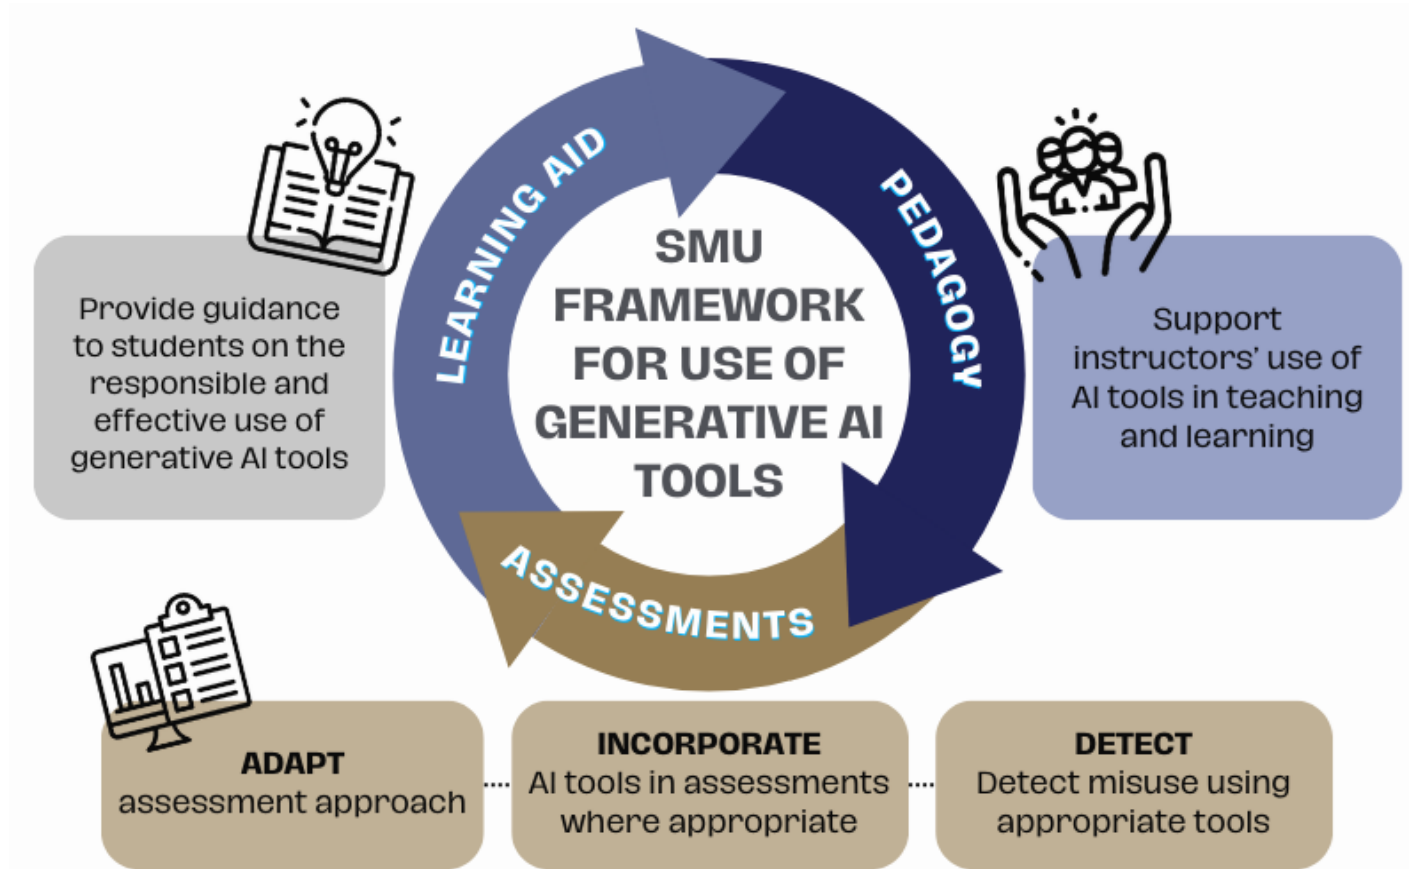 LEARNING AID
PEDAGOGY
SMU
FRAMEWORK
FOR USE OF
GENERATIVE AI
TOOLS
Provide guidance
to students on the
responsible and
effective use of
generative AI tools
Support
instructors’ use of
AI tools in teaching
and learning
ASSESSMENTS
ADAPT
assessment approach
INCORPORATE
AI tools in assessments
where appropriate
DETECT
Detect misuse using
appropriate tools